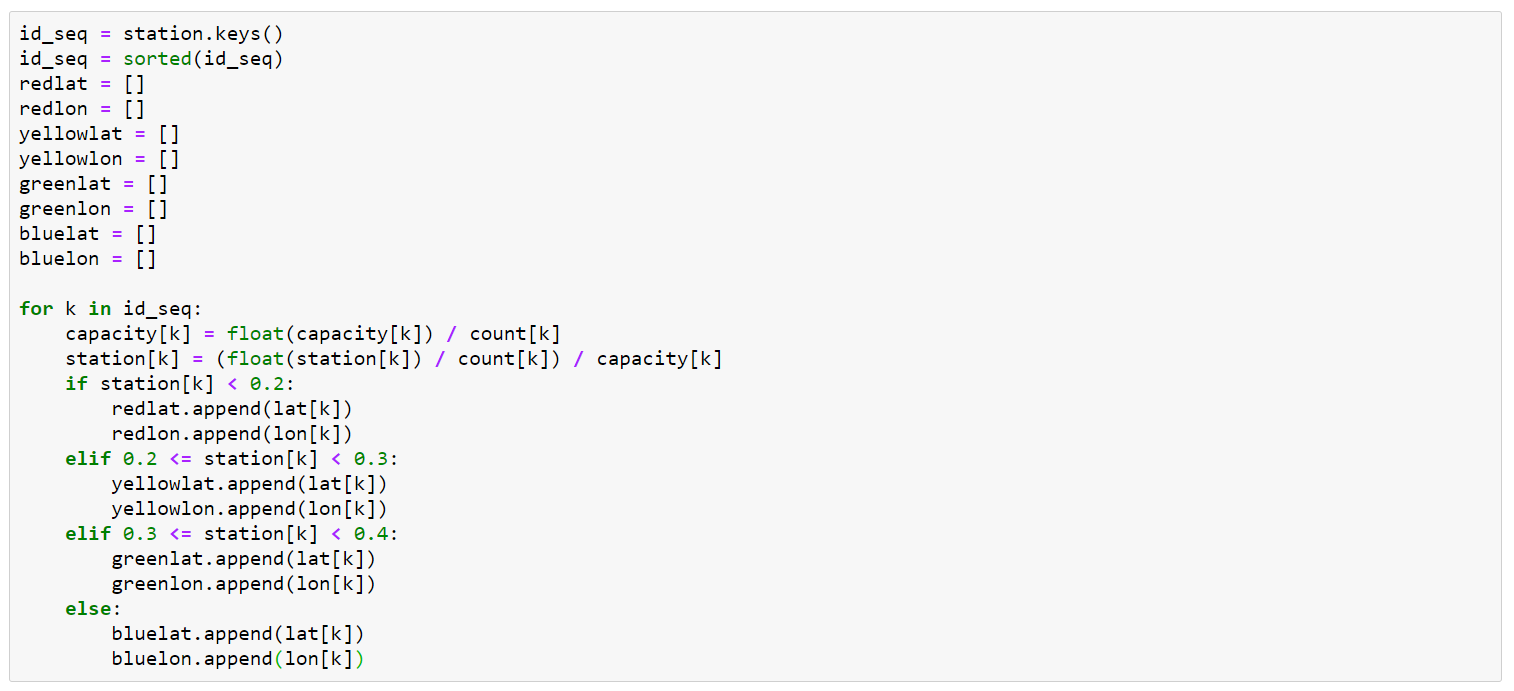 id_seq = station.keys()
id_seq = sorted(id_seq)
redlat = []
redlon = []
yellowlat = []
yellowlon = []
greenlat = []
greenlon = []
bluelat = []
bluelon = []

for k in id_seq:
    capacity[k] = float(capacity[k]) / count[k]
    station[k] = (float(station[k]) / count[k]) / capacity[k]
    if station[k] < 0.2:
        redlat.append(lat[k])
        redlon.append(lon[k])
    elif 0.2 <= station[k] < 0.3:
        yellowlat.append(lat[k])
        yellowlon.append(lon[k])
    elif 0.3 <= station[k] < 0.4:
        greenlat.append(lat[k])
        greenlon.append(lon[k])
    else:
        bluelat.append(lat[k])
        bluelon.append(lon[k])